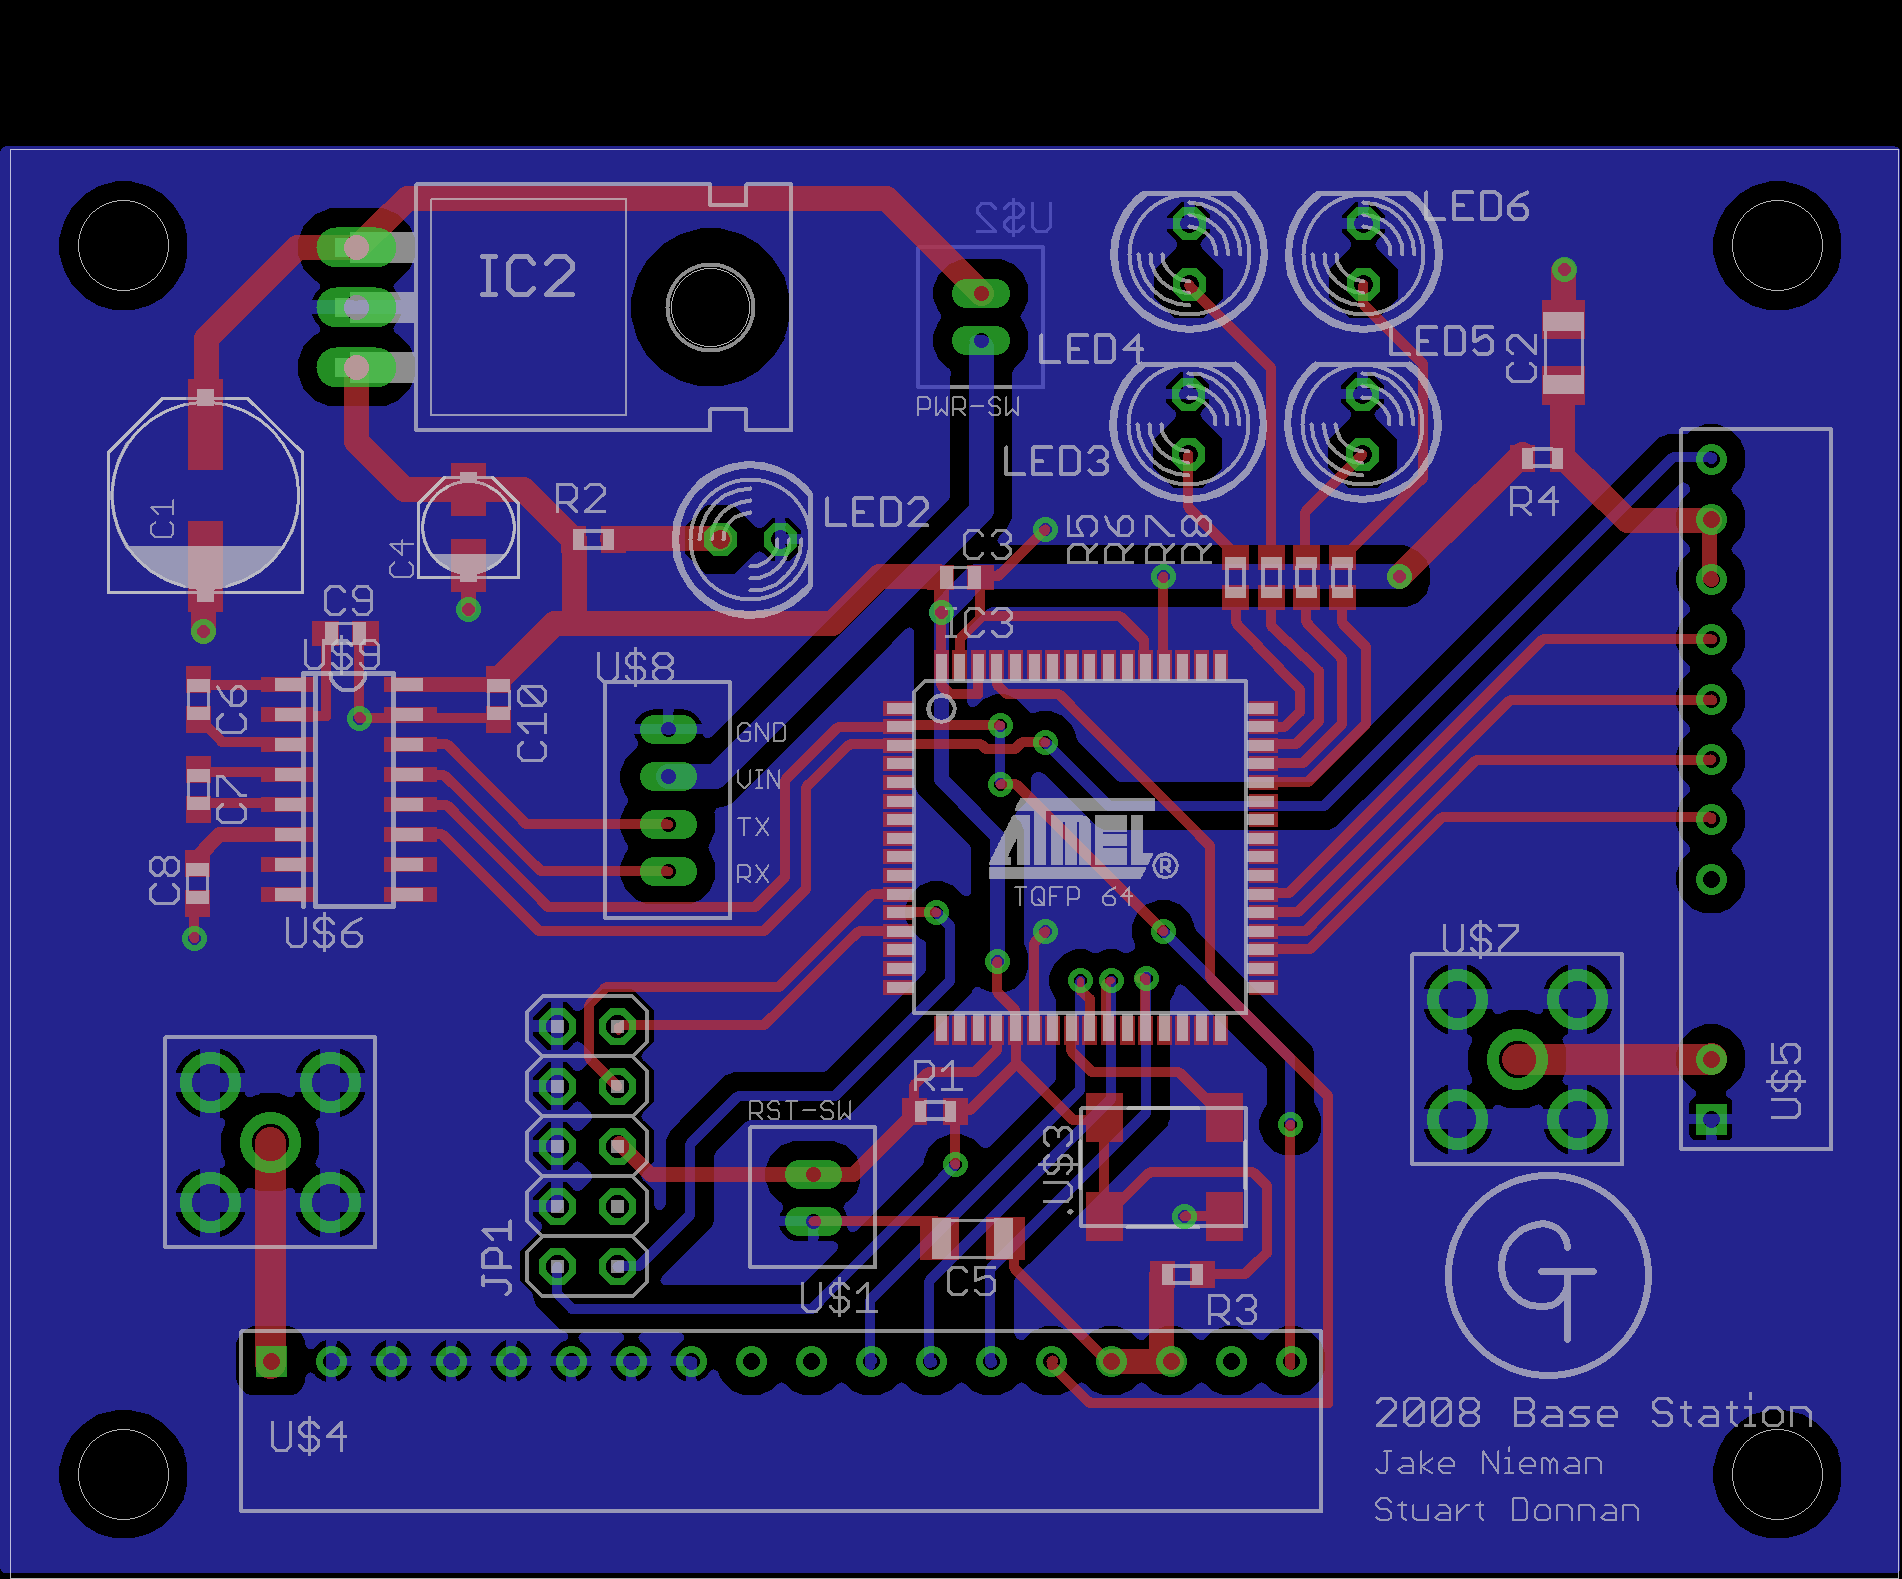 U$2
LED6
IC2
LED4
LED5
C2
PWR-SW
LED3
R2
LED2
R4
C1
C4
C3
R5
R6
R7
R8
C9
IC3
U$9
U$8
C6
C10
GND
VIN
C7
TX
ATMEL®
RX
TQFP 64
C8
U$6
U$7
R1
RST-SW
U$3
U$5
JP1
U$1
C5
R3
GT
U$4
2008 Base Station
Jake Nieman
Stuart Donnan